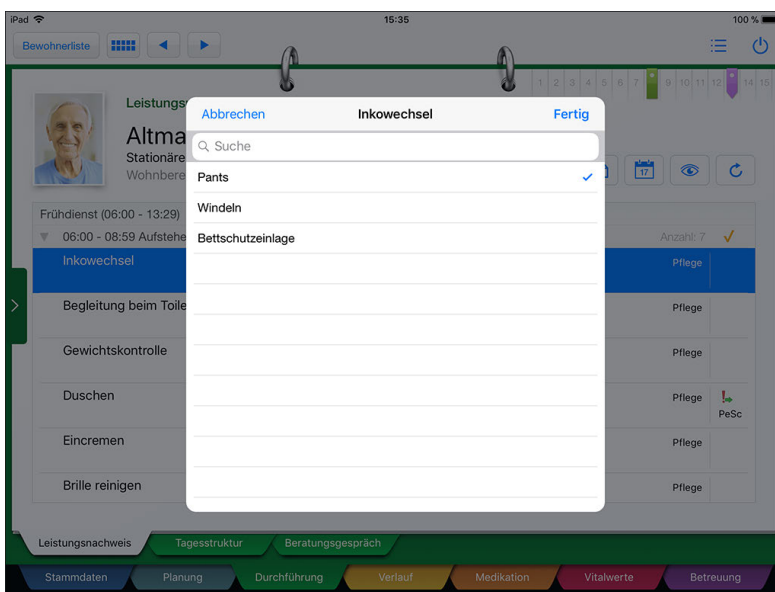 iPad 15:35 100 %
Bewohnerliste
1 2 3 4 5 6 7 9 10 11 12 14 15
Leistungs
Altma
Stationäre
Wohnbere
17
Abbrechen Inkowechsel Fertig
Suche
Pants
Windeln
Bettschutzeinlage
Frühdienst (06:00 - 13:29)
06:00 - 08:59 Aufstehe Anzahl: 7
Inkowechsel Pflege
Begleitung beim Toile Pflege
Gewichtskontrolle Pflege
Duschen Pflege
PeSc
Eincremen Pflege
Brille reinigen Pflege
Leistungsnachweis Tagesstruktur Beratungsgespräch
Stammdaten Planung Durchführung Verlauf Medikation Vitalwerte Betreuung